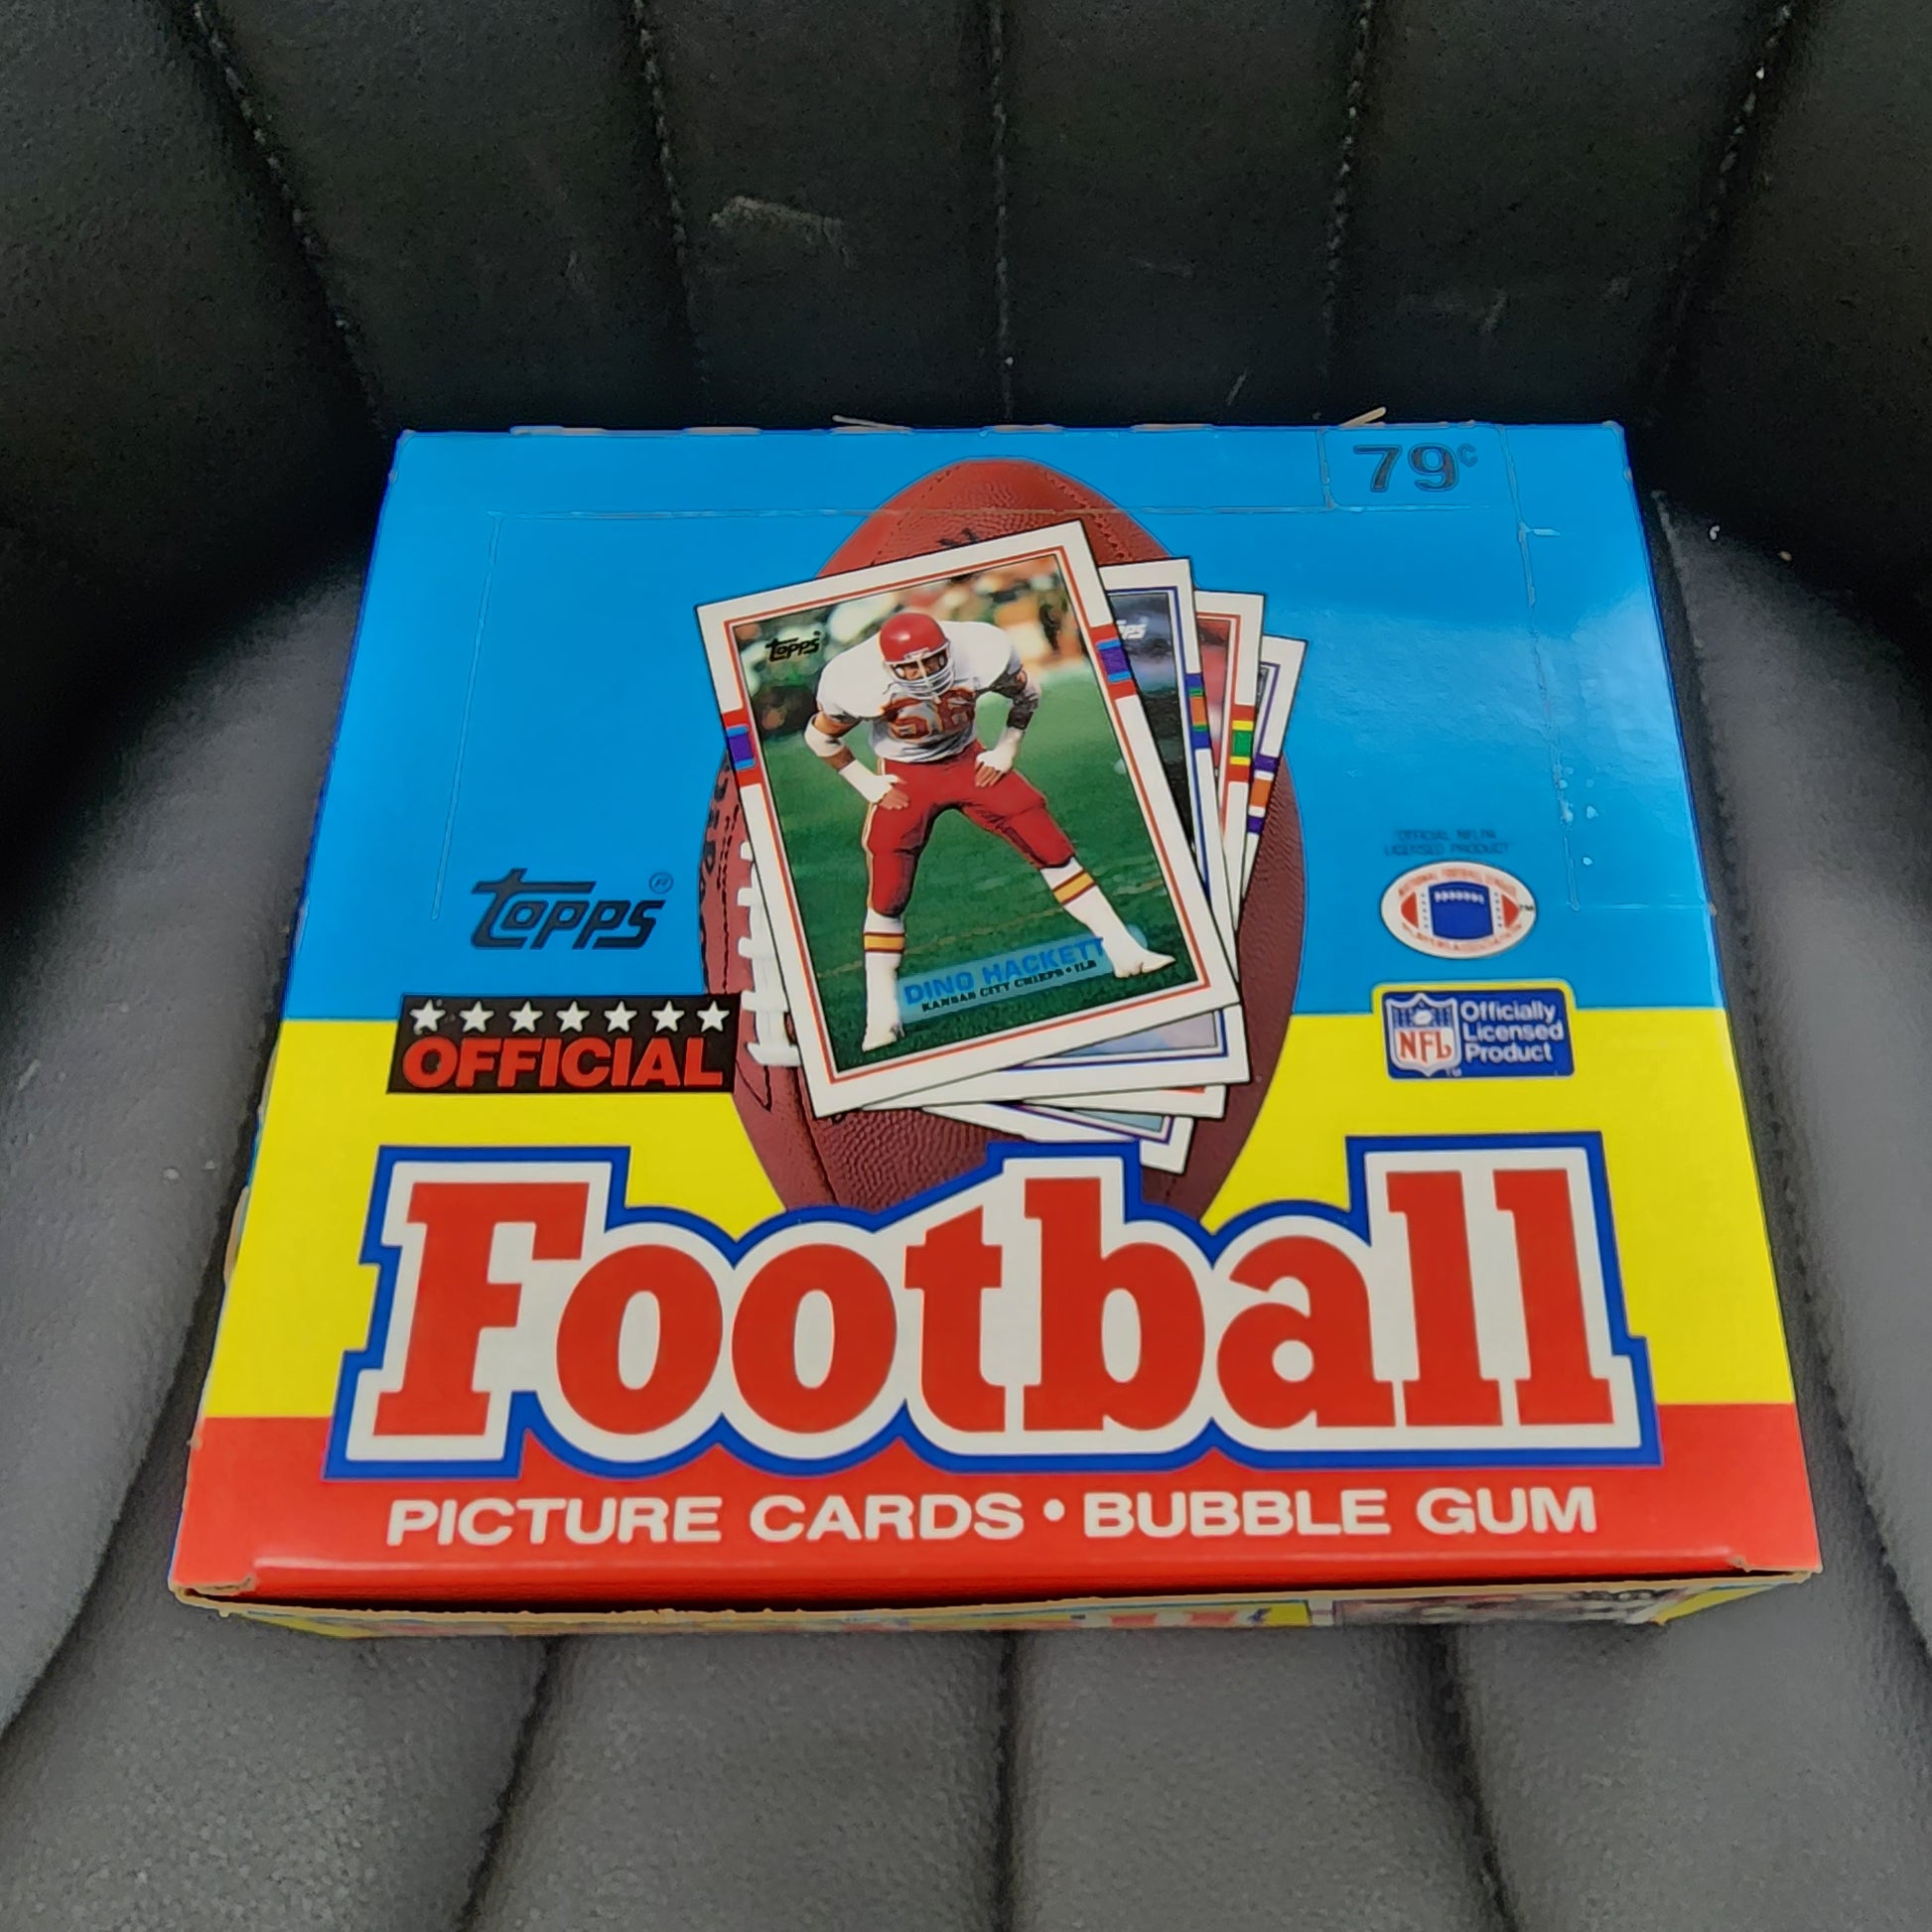 79¢
topps
topps
DINO HACKETT
KANSAS CITY CHIEFS • ILB
OFFICIAL NFLPA
LICENSED PRODUCT
topps®
OFFICIAL
NFL
Officially
Licensed
Product
Football
PICTURE CARDS • BUBBLE GUM